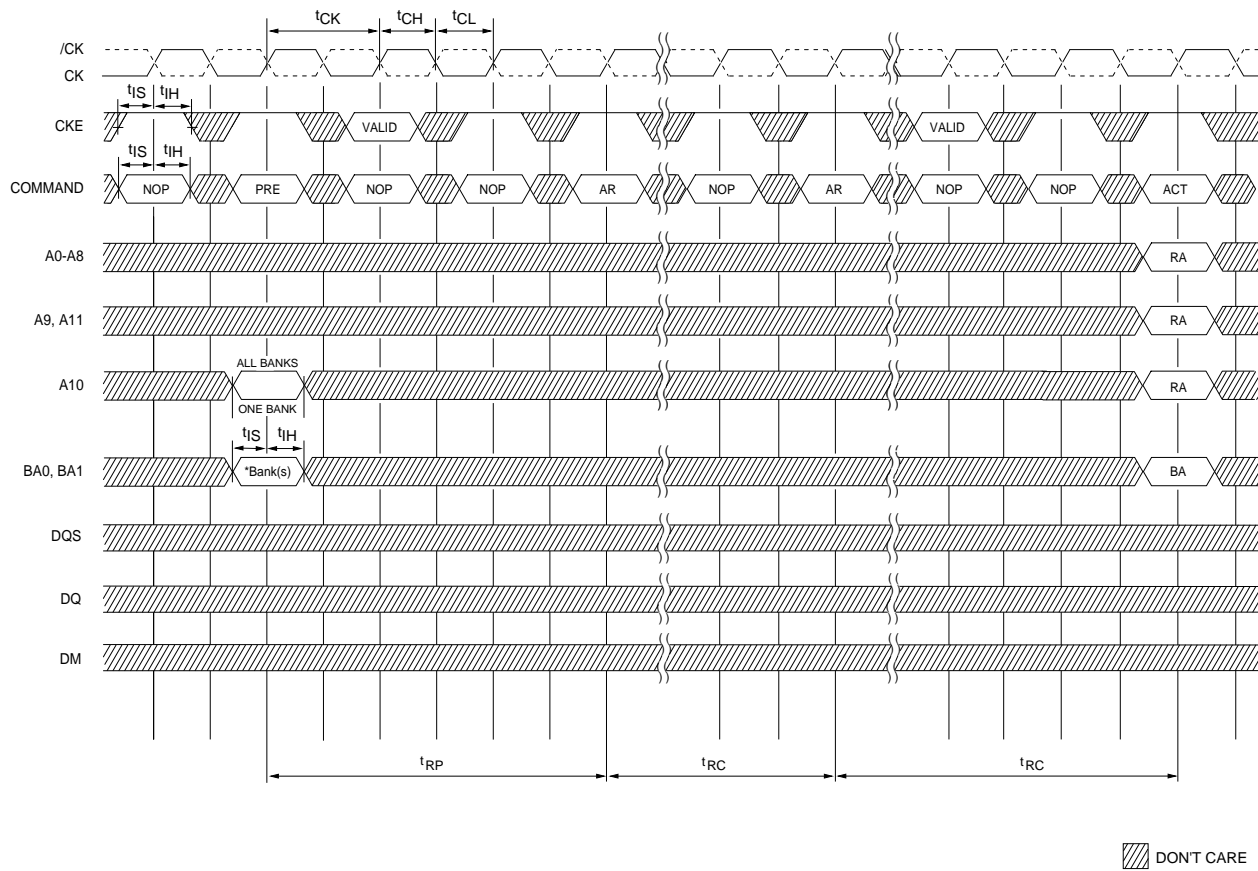 tCK tCH tCL
/CK
CK
tIS tIH
CKE VALID VALID
tIS tIH
COMMAND NOP PRE NOP NOP AR NOP AR NOP NOP ACT
A0-A8 RA
A9, A11 RA
ALL BANKS
A10 RA
ONE BANK
tIS tIH
BA0, BA1 *Bank(s) BA
DQS
DQ
DM
tRP tRC tRC
DON'T CARE